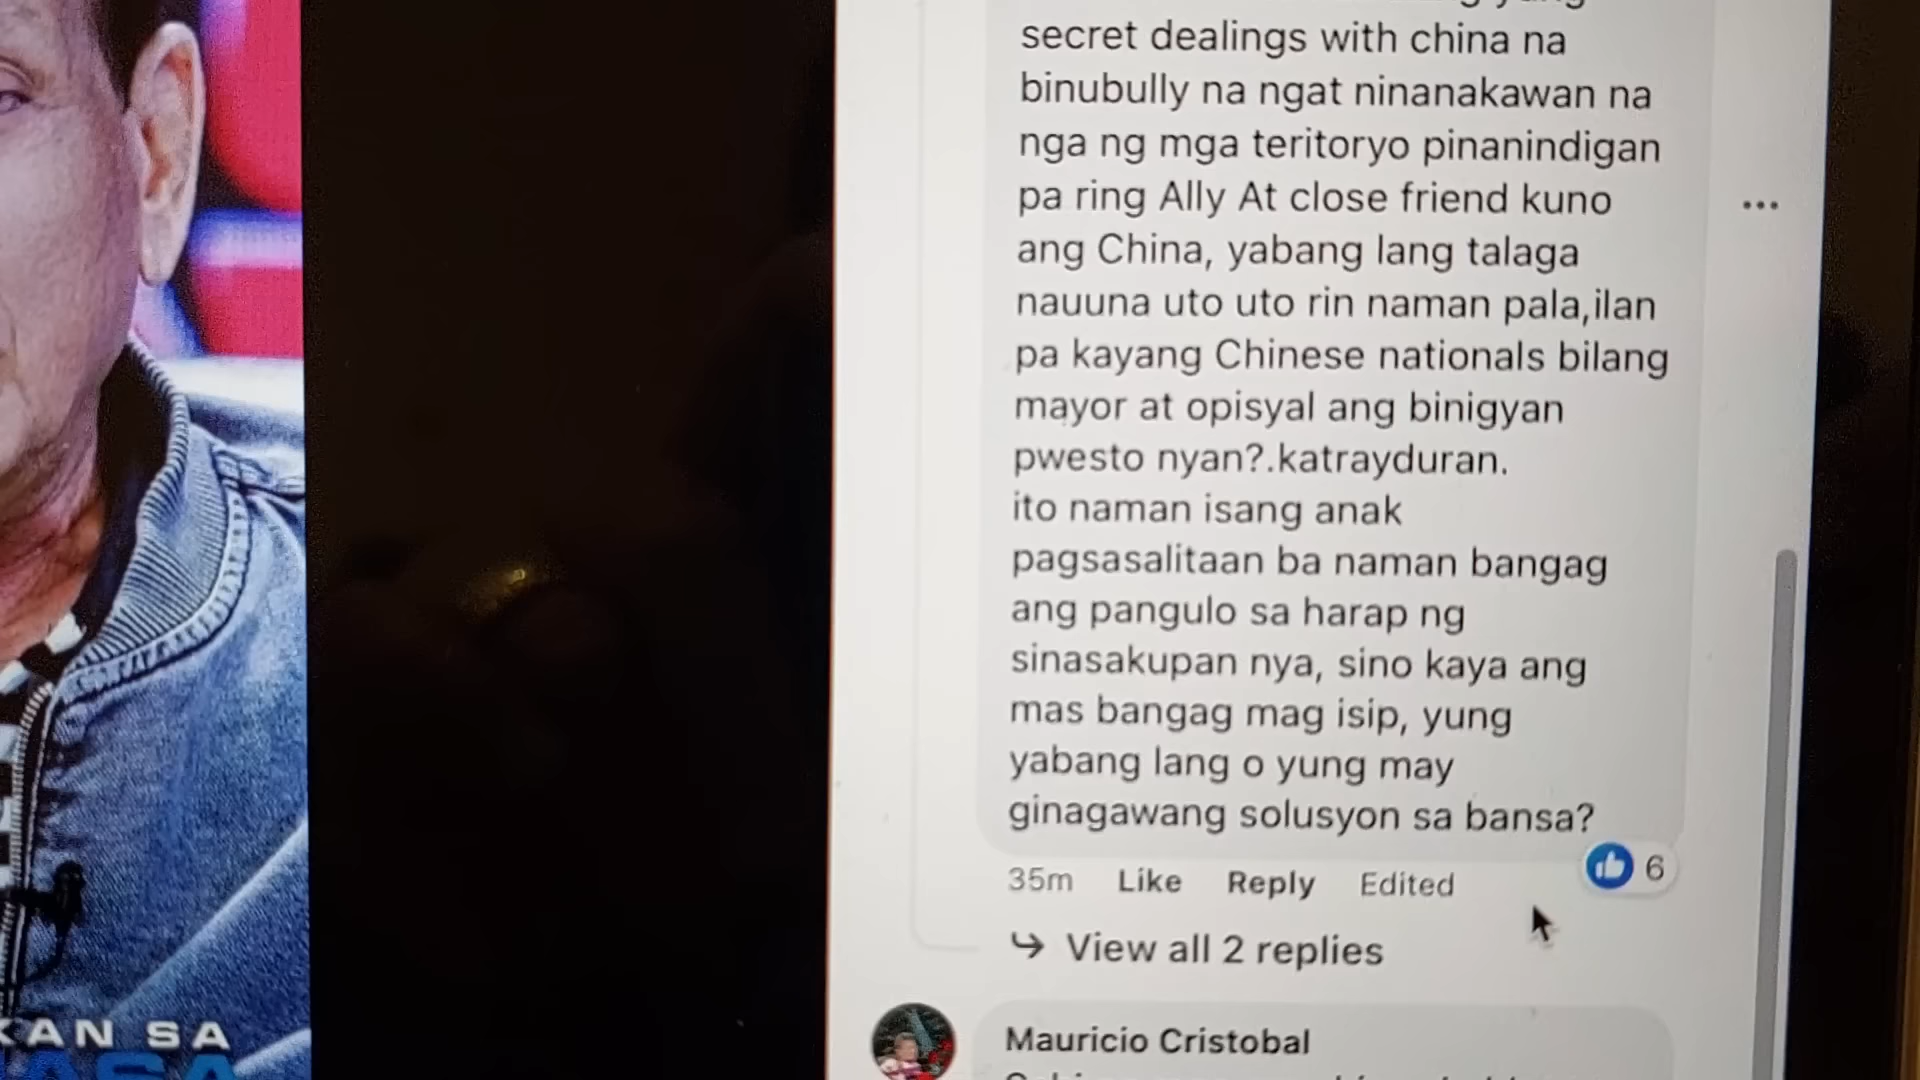 secret dealings with china na
binubully na ngat ninanakawan na
nga ng mga teritoryo pinanindigan
pa ring Ally At close friend kuno
ang China, yabang lang talaga
nauuna uto uto rin naman pala,ilan
pa kayang Chinese nationals bilang
mayor at opisyal ang binigyan
pwesto nyan?.katrayduran.
ito naman isang anak
pagsasalitaan ba naman bangag
ang pangulo sa harap ng
sinasakupan nya, sino kaya ang
mas bangag mag isip, yung
yabang lang o yung may
ginagawang solusyon sa bansa?
35m Like Reply Edited 6
View all 2 replies
Mauricio Cristobal
KAN SA
ASA